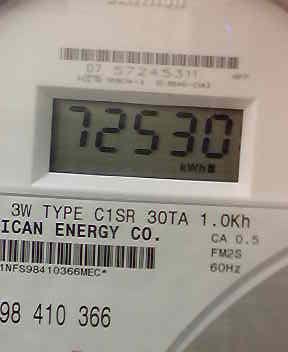 07 57245311
72530
kWh
3W TYPE C1SR 30TA 1.0Kh
ICAN ENERGY CO.
CA 0.5
FM2S
1NFS98410366MEC*
60Hz
98 410 366